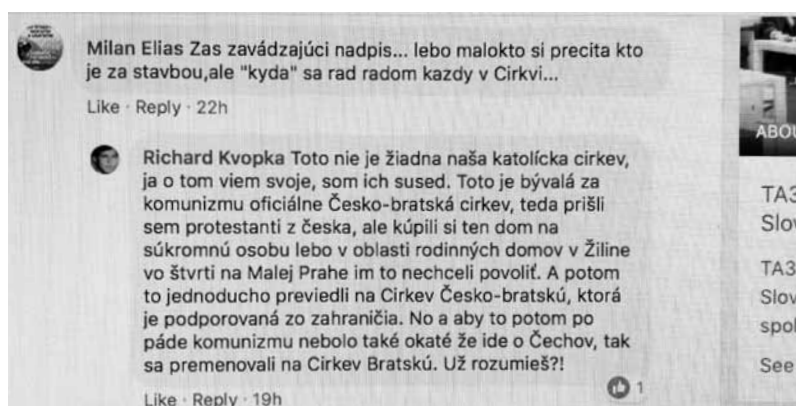 Milan Elias Zas zavádzajúci nadpis... lebo malokto si precita kto
je za stavbou,ale "kyda" sa rad radom kazdy v Cirkvi...
Like · Reply · 22h
Richard Kvopka Toto nie je žiadna naša katolícka cirkev,
ja o tom viem svoje, som ich sused. Toto je bývalá za
komunizmu oficiálne Česko-bratská cirkev, teda prišli
sem protestanti z česka, ale kúpili si ten dom na
súkromnú osobu lebo v oblasti rodinných domov v Žiline
vo štvrti na Malej Prahe im to nechceli povoliť. A potom
to jednoducho previedli na Cirkev Česko-bratskú, ktorá
je podporovaná zo zahraničia. No a aby to potom po
páde komunizmu nebolo také okaté že ide o Čechov, tak
sa premenovali na Cirkev Bratskú. Už rozumieš?!
1
Like · Reply · 19h
ABOU
TA3
Slov
TA3
Slov
spol
See